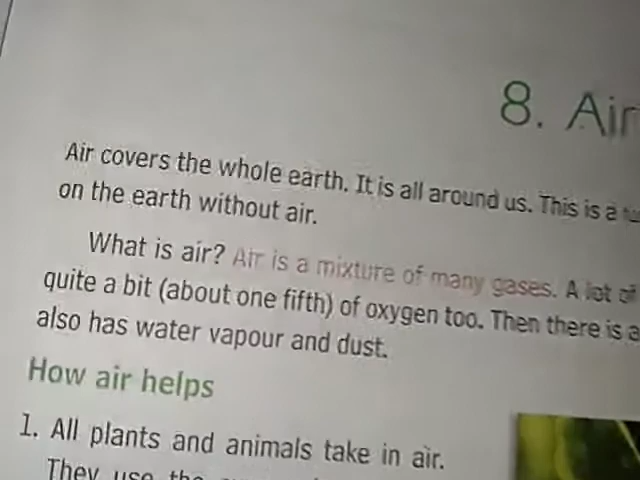 8. Air
Air covers the whole earth. It is all around us. This is a
on the earth without air.
What is air? Air is a mixture of many gases. A lot of
quite a bit (about one fifth) of oxygen too. Then there is a
also has water vapour and dust.
How air helps
1. All plants and animals take in air.
They use the